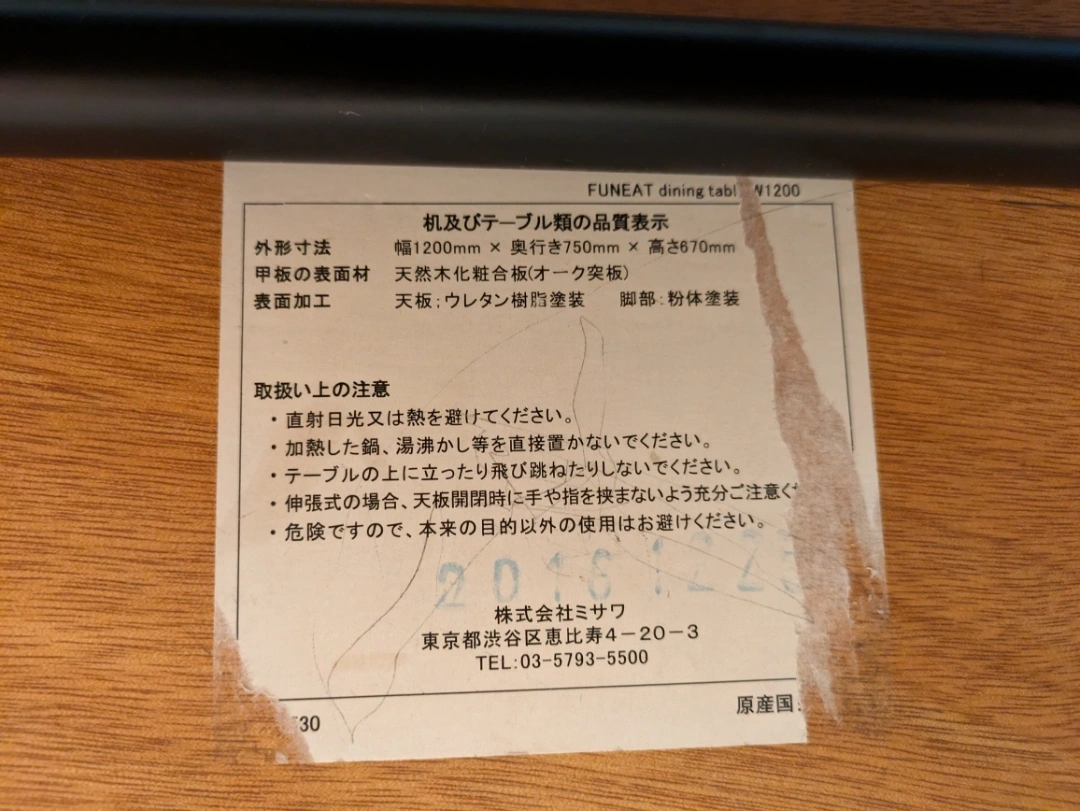 FUNEAT dining tabl W1200
机及びテーブル類の品質表示
外形寸法 幅1200mm × 奥行き750mm × 高さ670mm
甲板の表面材 天然木化粧合板(オーク突板)
表面加工 天板;ウレタン樹脂塗装 脚部:粉体塗装
取扱い上の注意
・直射日光又は熱を避けてください。
・加熱した鍋、湯沸かし等を直接置かないでください。
・テーブルの上に立ったり飛び跳ねたりしないでください。
・伸張式の場合、天板開閉時に手や指を挟まないよう充分ご注意く
・危険ですので、本来の目的以外の使用はお避けください。
2016 122
株式会社ミサワ
東京都渋谷区恵比寿4-20-3
TEL:03-5793-5500
30 原産国: